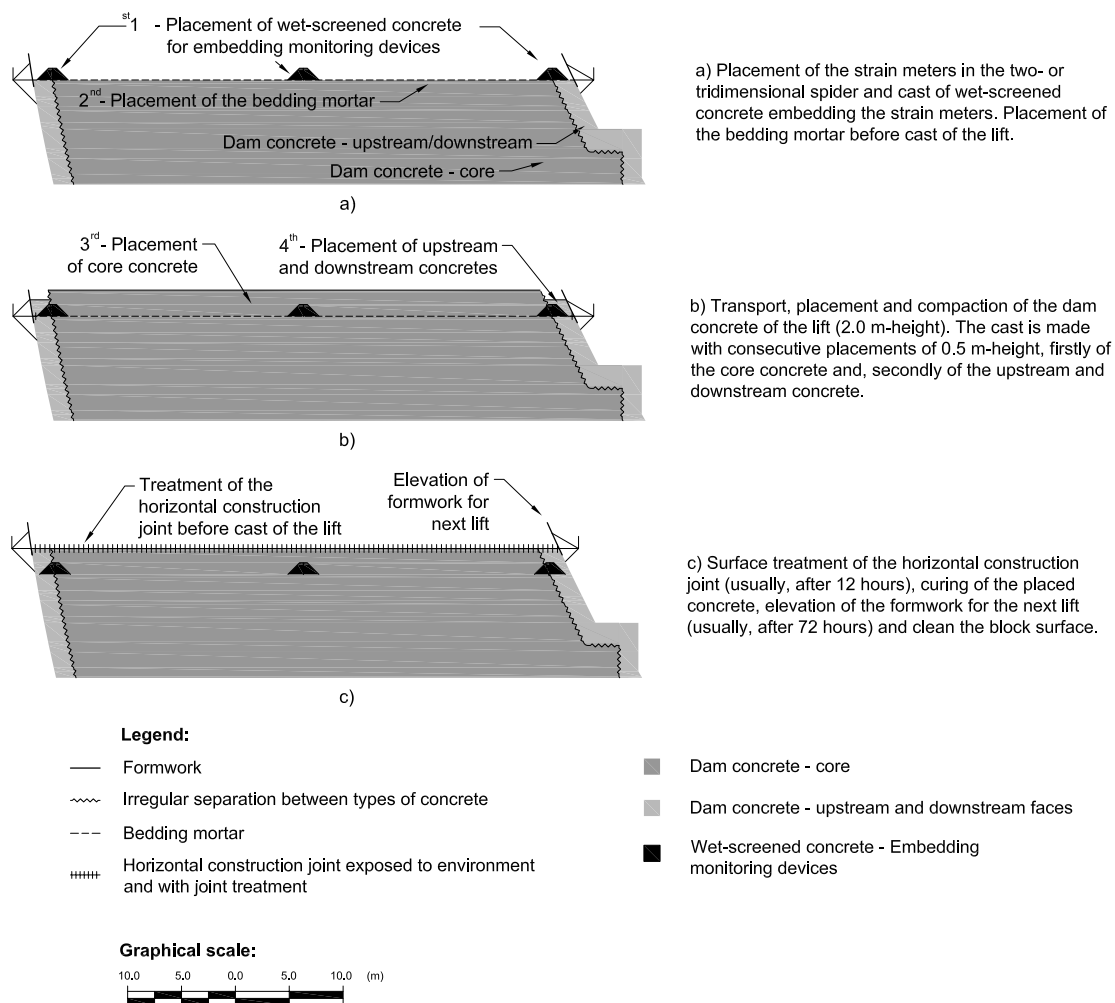 st1 - Placement of wet-screened concrete
for embedding monitoring devices
2nd- Placement of the bedding mortar
Dam concrete - upstream/downstream
Dam concrete - core
a)
a) Placement of the strain meters in the two- or
tridimensional spider and cast of wet-screened
concrete embedding the strain meters. Placement of
the bedding mortar before cast of the lift.
3rd- Placement
of core concrete
4th- Placement of upstream
and downstream concretes
b)
b) Transport, placement and compaction of the dam
concrete of the lift (2.0 m-height). The cast is made
with consecutive placements of 0.5 m-height, firstly of
the core concrete and, secondly of the upstream and
downstream concrete.
Treatment of the
horizontal construction
joint before cast of the lift
Elevation of
formwork for
next lift
c)
c) Surface treatment of the horizontal construction
joint (usually, after 12 hours), curing of the placed
concrete, elevation of the formwork for the next lift
(usually, after 72 hours) and clean the block surface.
Legend:
Formwork
Irregular separation between types of concrete
Bedding mortar
Horizontal construction joint exposed to environment
and with joint treatment
Dam concrete - core
Dam concrete - upstream and downstream faces
Wet-screened concrete - Embedding
monitoring devices
Graphical scale:
10.0 5.0 0.0 5.0 10.0 (m)